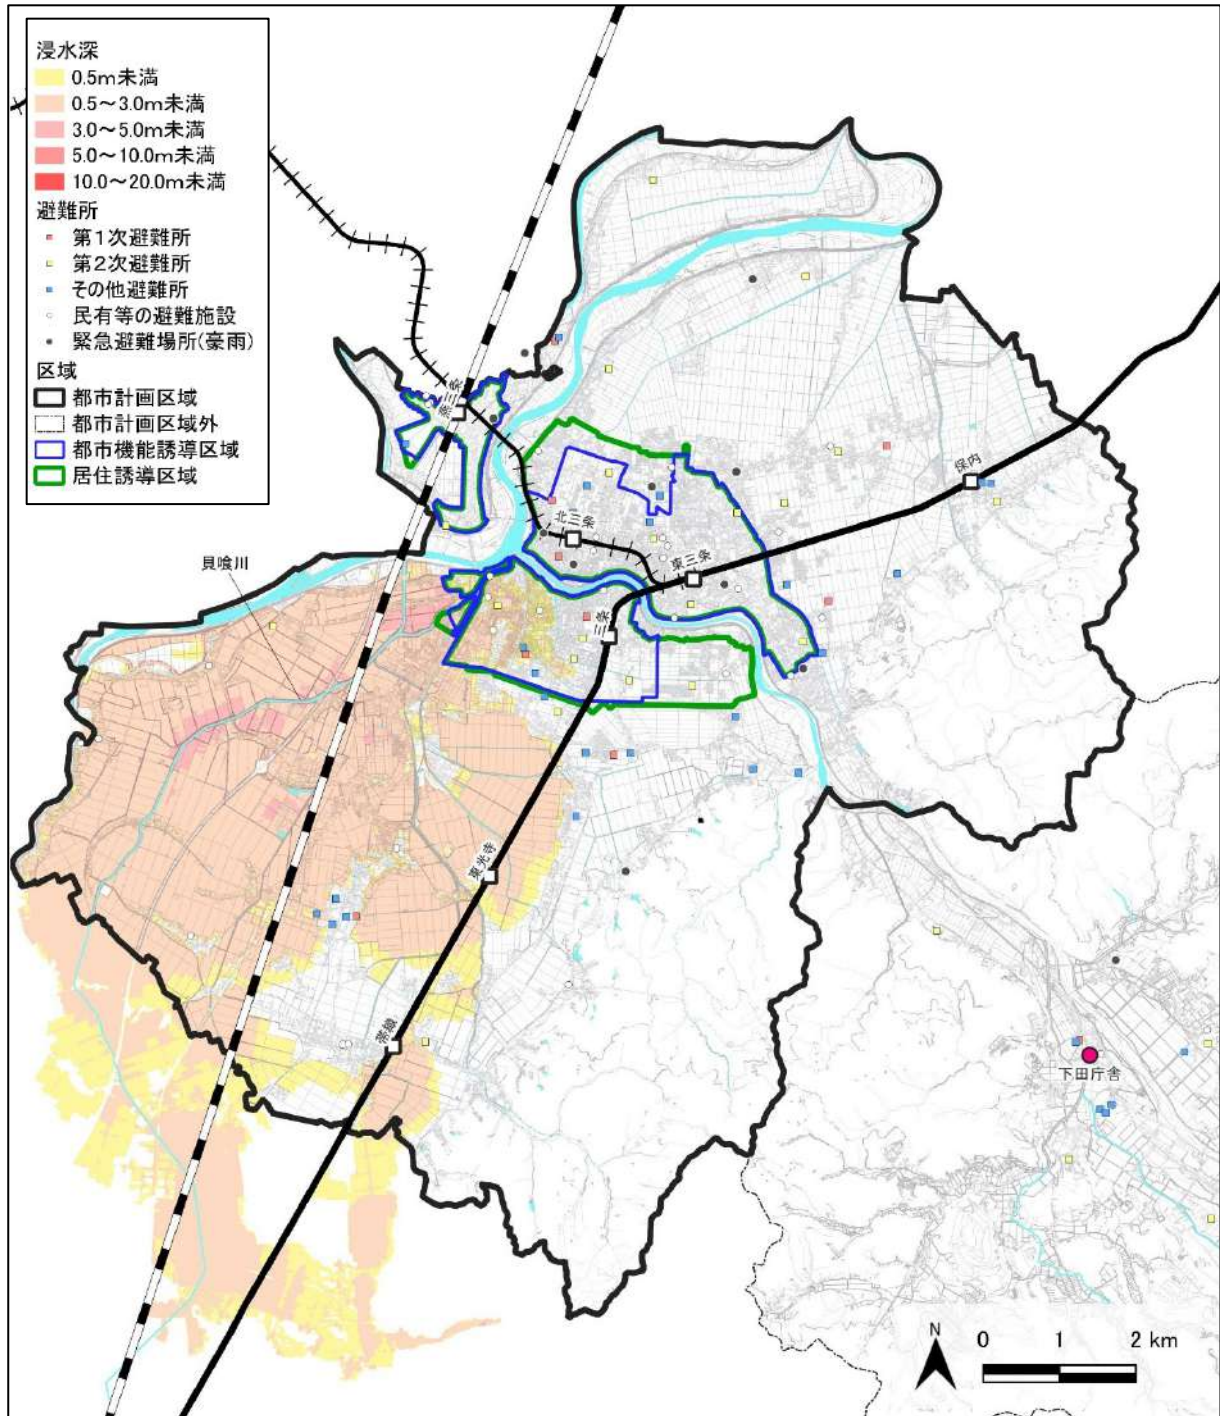 浸水深
0.5m未満
0.5～3.0m未満
3.0～5.0m未満
5.0～10.0m未満
10.0～20.0m未満
避難所
第1次避難所
第2次避難所
その他避難所
民有等の避難施設
緊急避難場所(豪雨)
区域
都市計画区域
都市計画区域外
都市機能誘導区域
居住誘導区域
燕三条
保内
北三条
東三条
貝喰川
三条
東光寺
帯織
下田庁舎
N
0 1 2 km